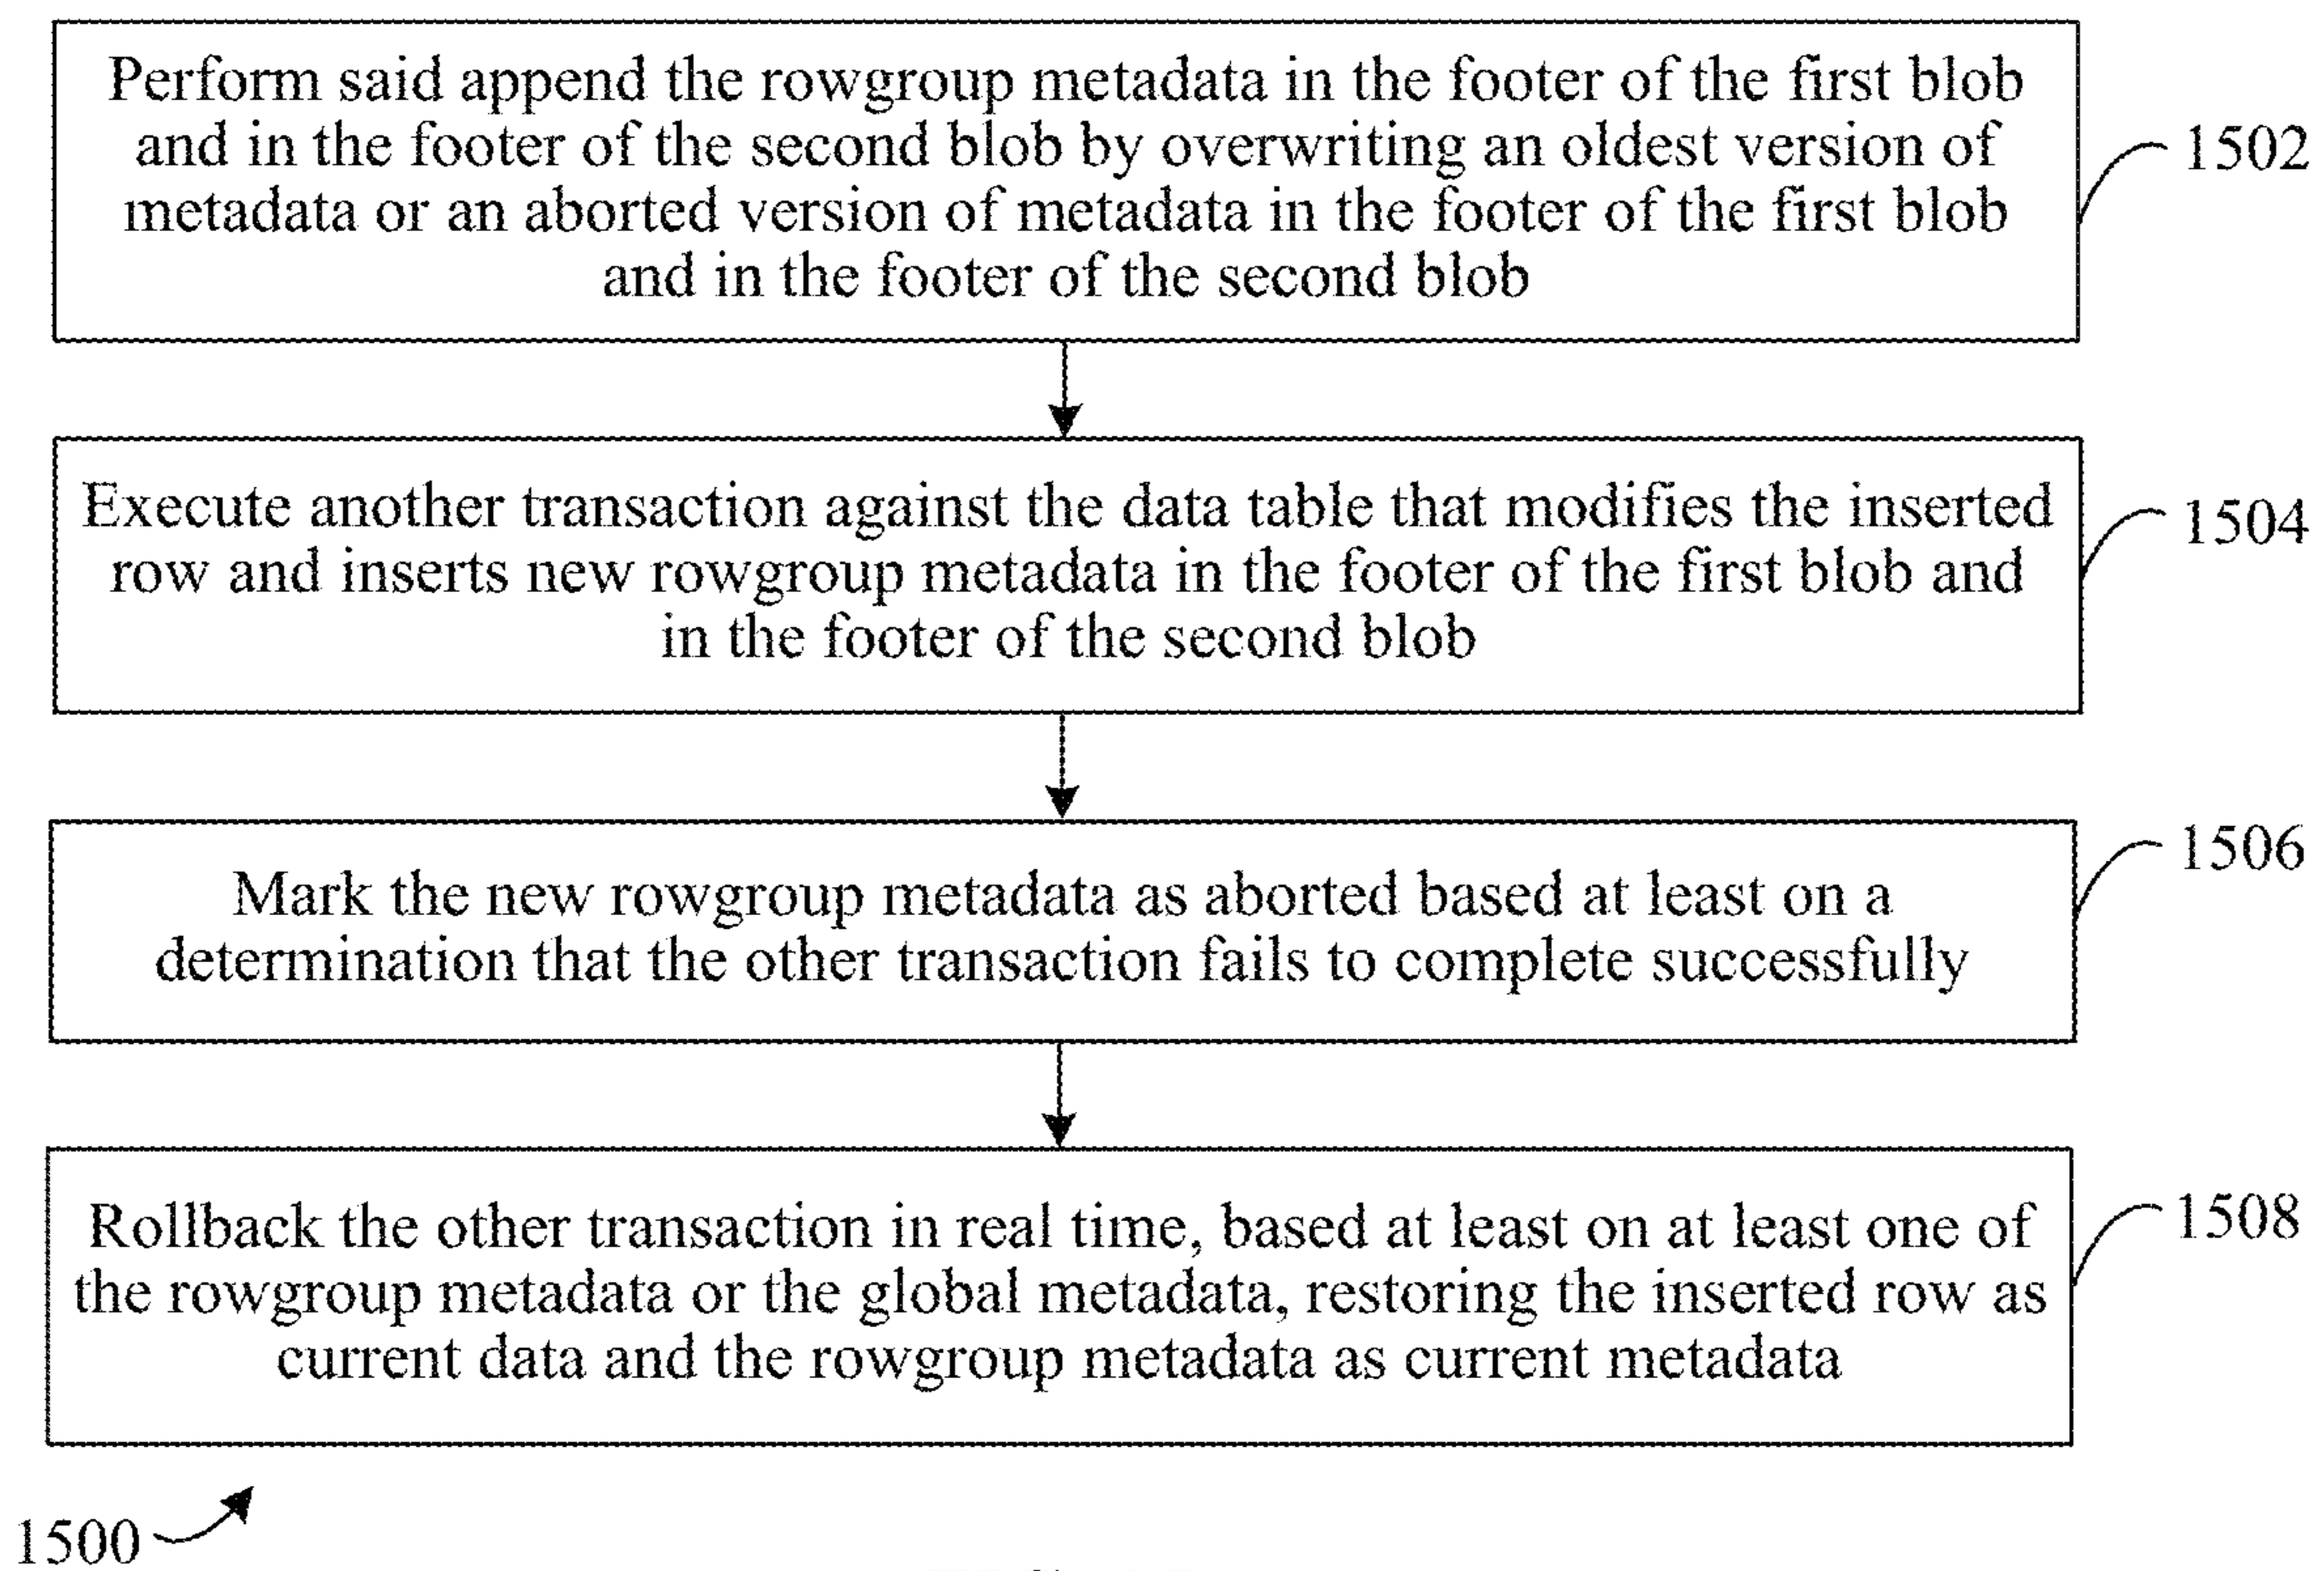 Perform said append the rowgroup metadata in the footer of the first blob
and in the footer of the second blob by overwriting an oldest version of
metadata or an aborted version of metadata in the footer of the first blob
and in the footer of the second blob
1502
Execute another transaction against the data table that modifies the inserted
row and inserts new rowgroup metadata in the footer of the first blob and
in the footer of the second blob
1504
Mark the new rowgroup metadata as aborted based at least on a
determination that the other transaction fails to complete successfully
1506
Rollback the other transaction in real time, based at least on at least one of
the rowgroup metadata or the global metadata, restoring the inserted row as
current data and the rowgroup metadata as current metadata
1508
1500